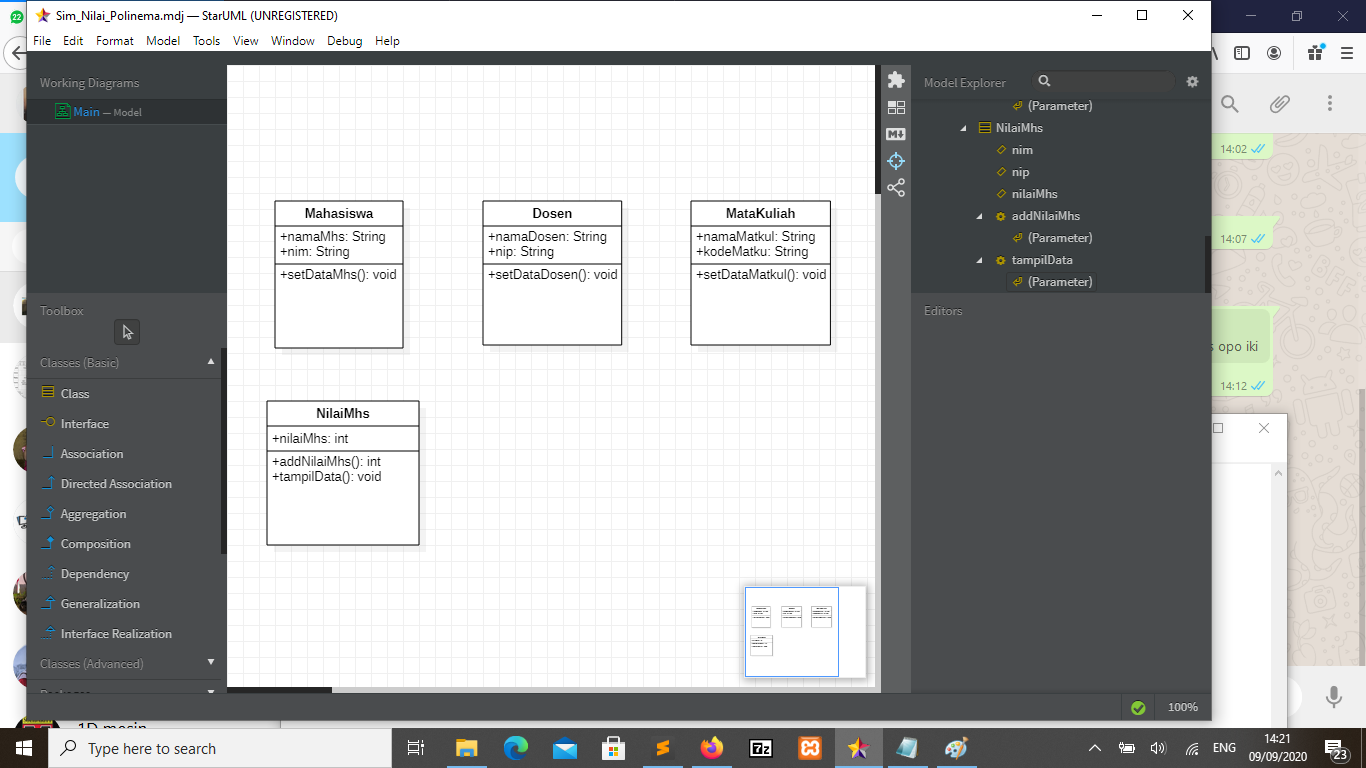 22
Sim_Nilai_Polinema.mdj — StarUML (UNREGISTERED)
File Edit Format Model Tools View Window Debug Help
Working Diagrams
Main — Model
Toolbox
Classes (Basic)
Class
Interface
Association
Directed Association
Aggregation
Composition
Dependency
Generalization
Interface Realization
Classes (Advanced)
Mahasiswa
+namaMhs: String
+nim: String
+setDataMhs(): void
Dosen
+namaDosen: String
+nip: String
+setDataDosen(): void
MataKuliah
+namaMatkul: String
+kodeMatku: String
+setDataMatkul(): void
NilaiMhs
+nilaiMhs: int
+addNilaiMhs(): int
+tampilData(): void
Model Explorer
(Parameter)
NilaiMhs
nim
nip
nilaiMhs
addNilaiMhs
(Parameter)
tampilData
(Parameter)
Editors
14:02
14:07
opo iki
14:12
100%
Type here to search
7z
ENG
14:21
09/09/2020
23